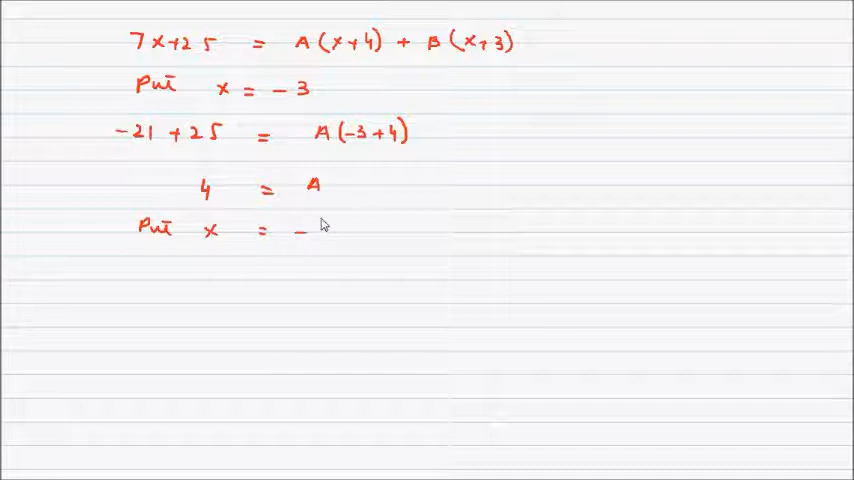 7x+25 = A(x+4) + B(x+3)
Put x = -3
-21 + 25 = A(-3+4)
4 = A
Put x = -